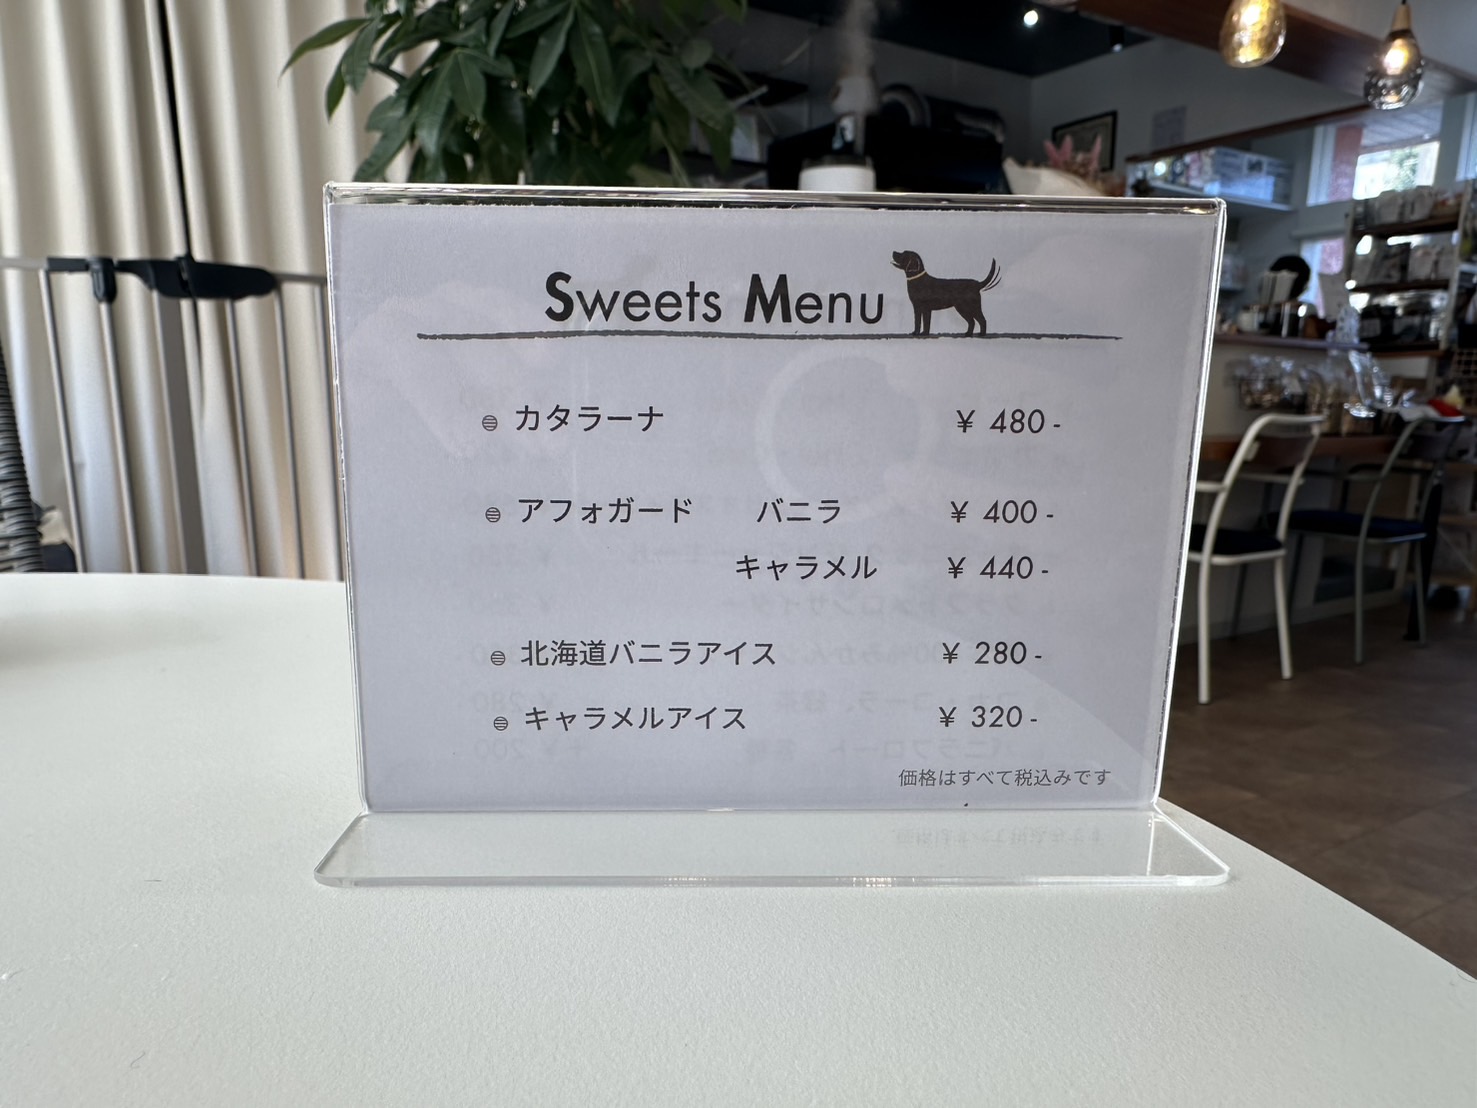 Sweets Menu
カタラーナ ¥ 480 -
アフォガード バニラ ¥ 400 -
キャラメル ¥ 440 -
北海道バニラアイス ¥ 280 -
キャラメルアイス ¥ 320 -
価格はすべて税込みです